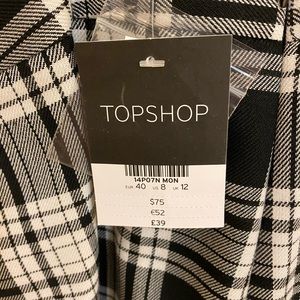 TOPSHOP
14P07N MON
EUR 40 US 8 UK 12
$75
€52
£39